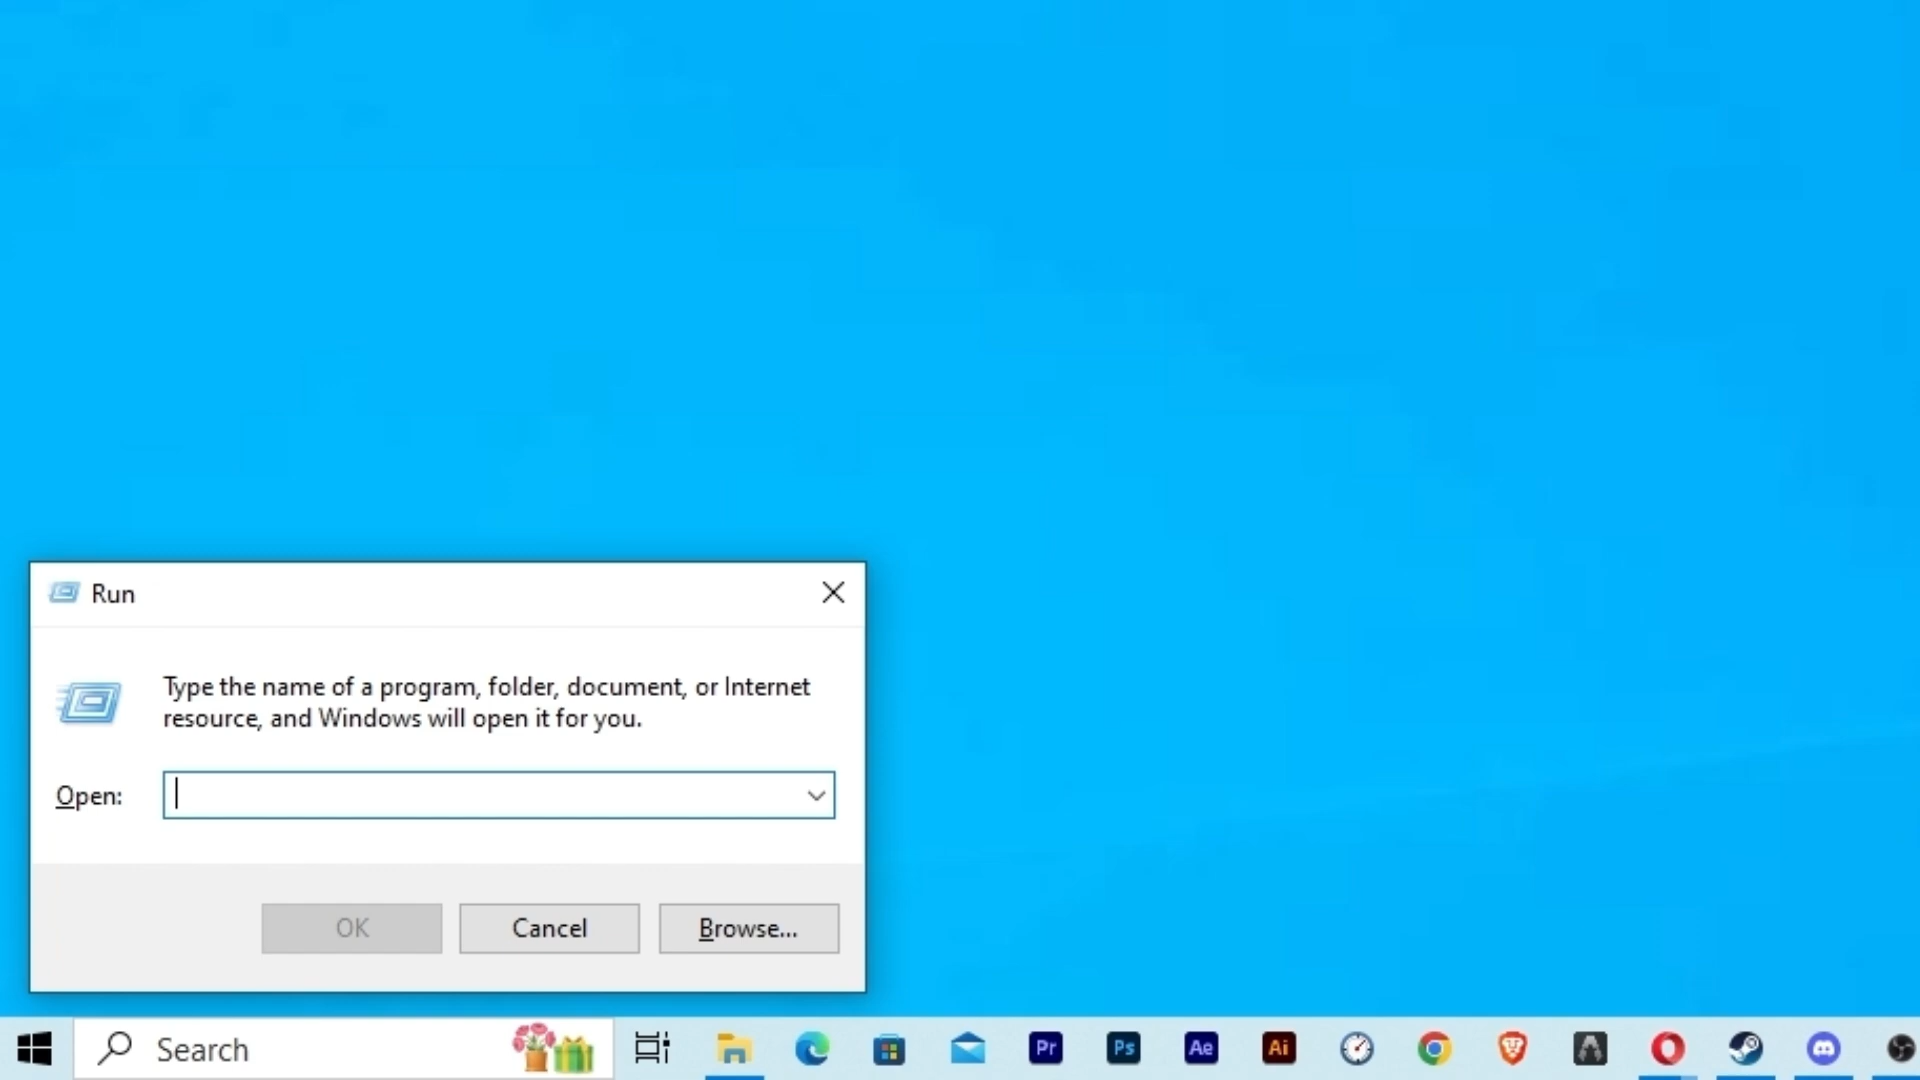 Run
Type the name of a program, folder, document, or Internet
resource, and Windows will open it for you.
Open:
OK
Cancel
Browse...
Search
Pr
Ps
Ae
Ai